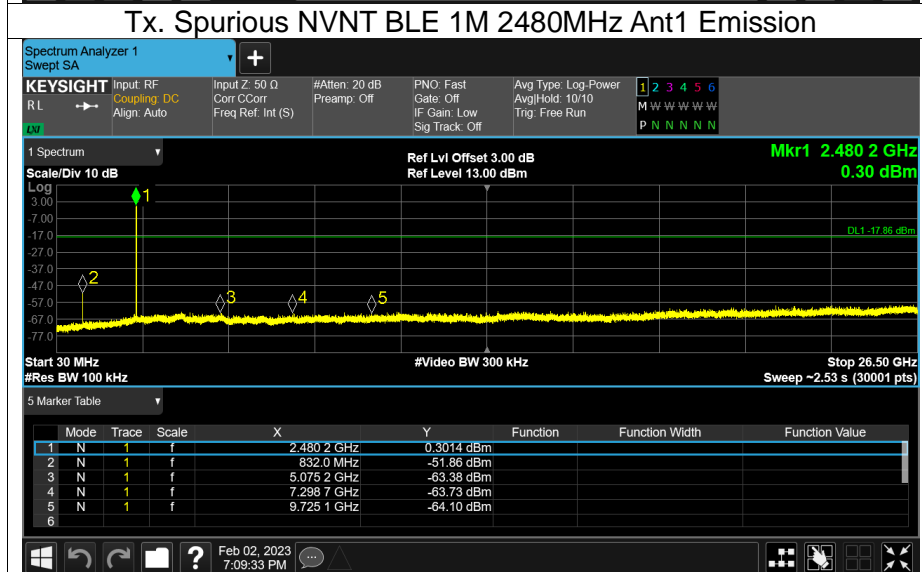 Tx. Spurious NVNT BLE 1M 2480MHz Ant1 Emission
Spectrum Analyzer 1
Swept SA
+
KEYSIGHT Input: RF Input Z: 50 Ω #Atten: 20 dB PNO: Fast Avg Type: Log-Power 1 2 3 4 5 6
RL Coupling: DC Corr CCorr Preamp: Off Gate: Off Avg|Hold: 10/10 M W W W W W
Align: Auto Freq Ref: Int (S) IF Gain: Low Trig: Free Run
LXI Sig Track: Off P N N N N N
1 Spectrum Ref Lvl Offset 3.00 dB Mkr1 2.480 2 GHz
Scale/Div 10 dB Ref Level 13.00 dBm 0.30 dBm
Log
3.00 1
-7.00
-17.0 DL1 -17.86 dBm
-27.0
-37.0
-47.0 2
-57.0 3 4 5
-67.0
-77.0
Start 30 MHz #Video BW 300 kHz Stop 26.50 GHz
#Res BW 100 kHz Sweep ~2.53 s (30001 pts)
5 Marker Table
Mode Trace Scale X Y Function Function Width Function Value
1 N 1 f 2.480 2 GHz 0.3014 dBm
2 N 1 f 832.0 MHz -51.86 dBm
3 N 1 f 5.075 2 GHz -63.38 dBm
4 N 1 f 7.298 7 GHz -63.73 dBm
5 N 1 f 9.725 1 GHz -64.10 dBm
6
? Feb 02, 2023
7:09:33 PM